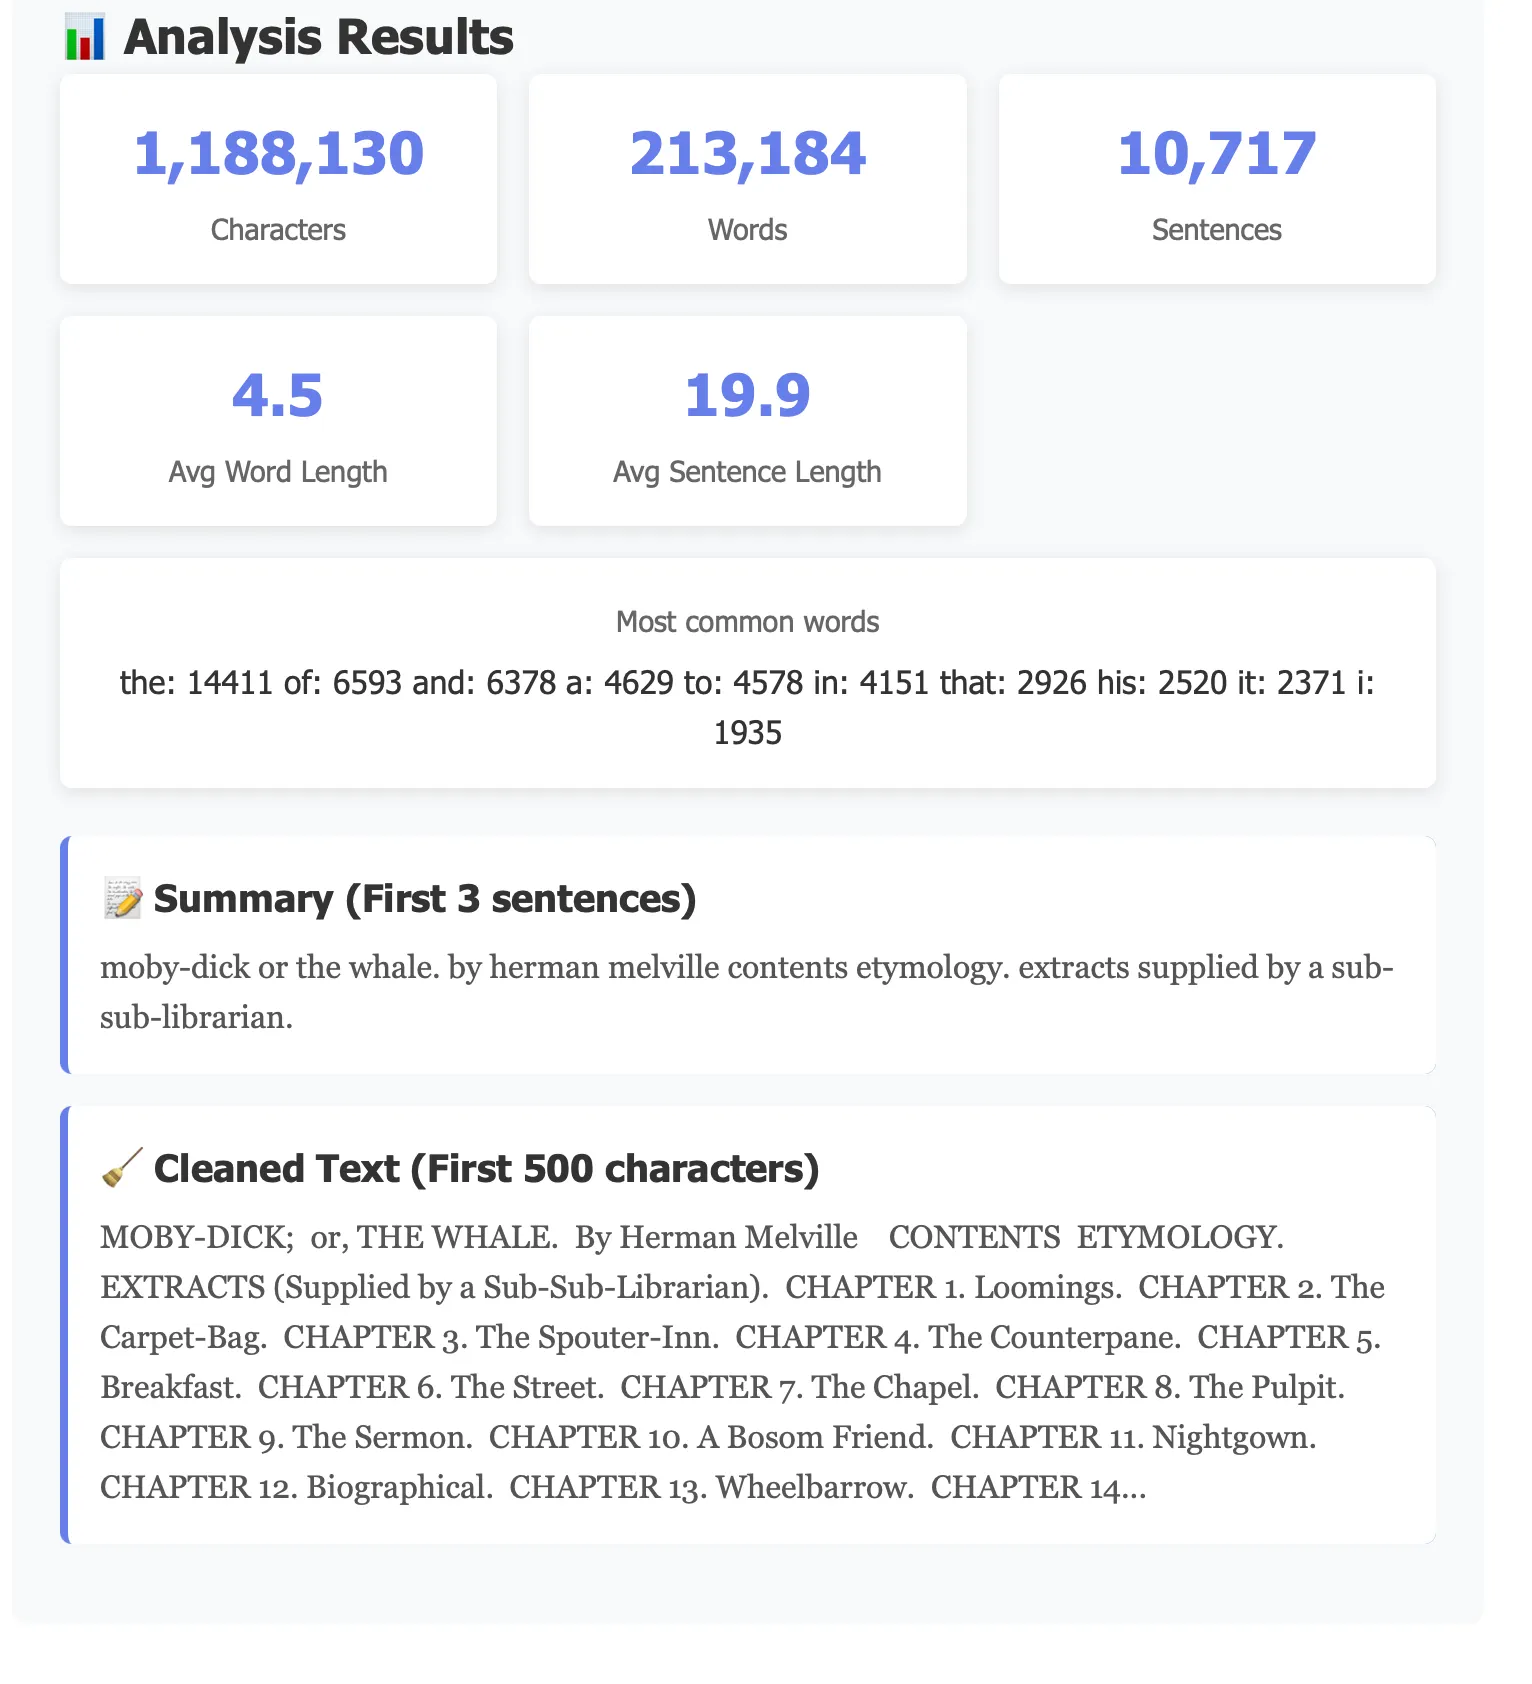 Analysis Results
1,188,130
Characters
213,184
Words
10,717
Sentences
4.5
Avg Word Length
19.9
Avg Sentence Length
Most common words
the: 14411 of: 6593 and: 6378 a: 4629 to: 4578 in: 4151 that: 2926 his: 2520 it: 2371 i:
1935
Summary (First 3 sentences)
moby-dick or the whale. by herman melville contents etymology. extracts supplied by a sub-
sub-librarian.
Cleaned Text (First 500 characters)
MOBY-DICK;  or, THE WHALE.  By Herman Melville    CONTENTS  ETYMOLOGY.
EXTRACTS (Supplied by a Sub-Sub-Librarian).  CHAPTER 1. Loomings.  CHAPTER 2. The
Carpet-Bag.  CHAPTER 3. The Spouter-Inn.  CHAPTER 4. The Counterpane.  CHAPTER 5.
Breakfast.  CHAPTER 6. The Street.  CHAPTER 7. The Chapel.  CHAPTER 8. The Pulpit.
CHAPTER 9. The Sermon.  CHAPTER 10. A Bosom Friend.  CHAPTER 11. Nightgown.
CHAPTER 12. Biographical.  CHAPTER 13. Wheelbarrow.  CHAPTER 14...